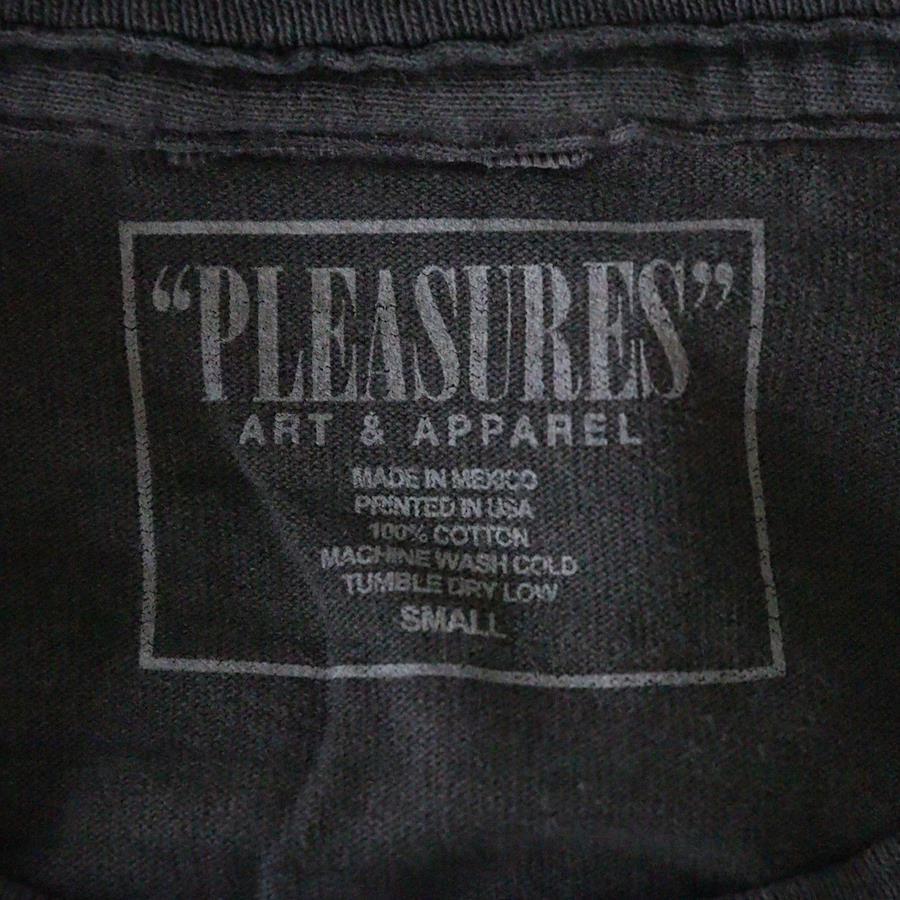 “PLEASURES”
ART & APPAREL
MADE IN MEXICO
PRINTED IN USA
100% COTTON
MACHINE WASH COLD
TUMBLE DRY LOW
SMALL